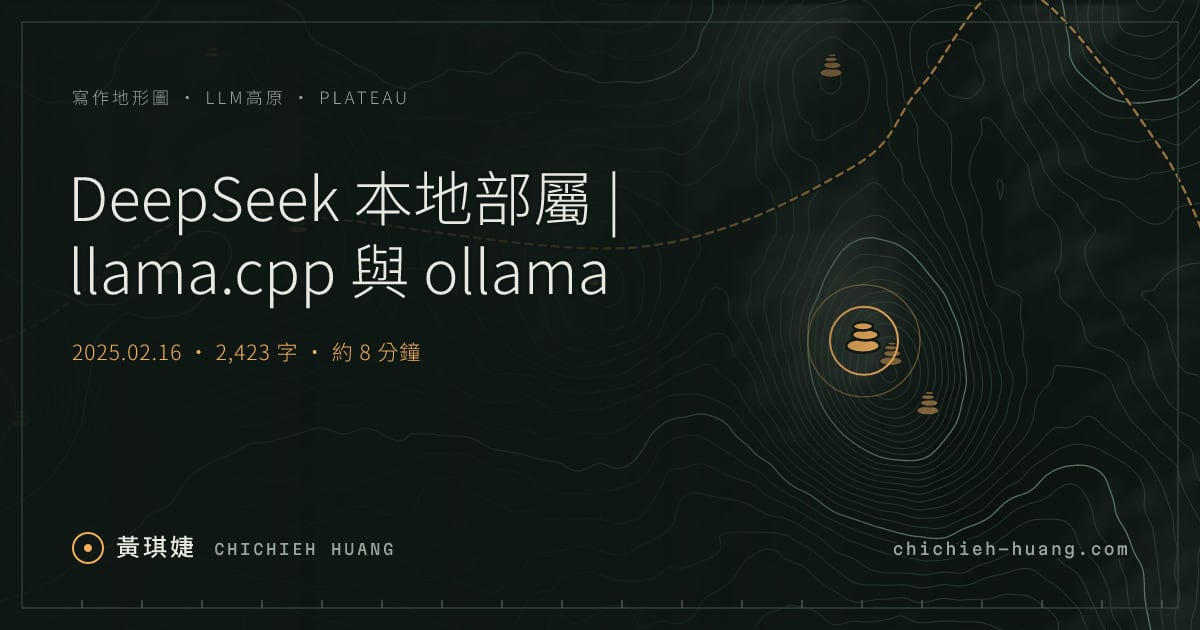 寫作地形圖 · LLM高原 · PLATEAU
DeepSeek 本地部屬 |
llama.cpp 與 ollama
2025.02.16 · 2,423 字 · 約 8 分鐘
黃琪婕 CHICHIEH HUANG
chichieh-huang.com